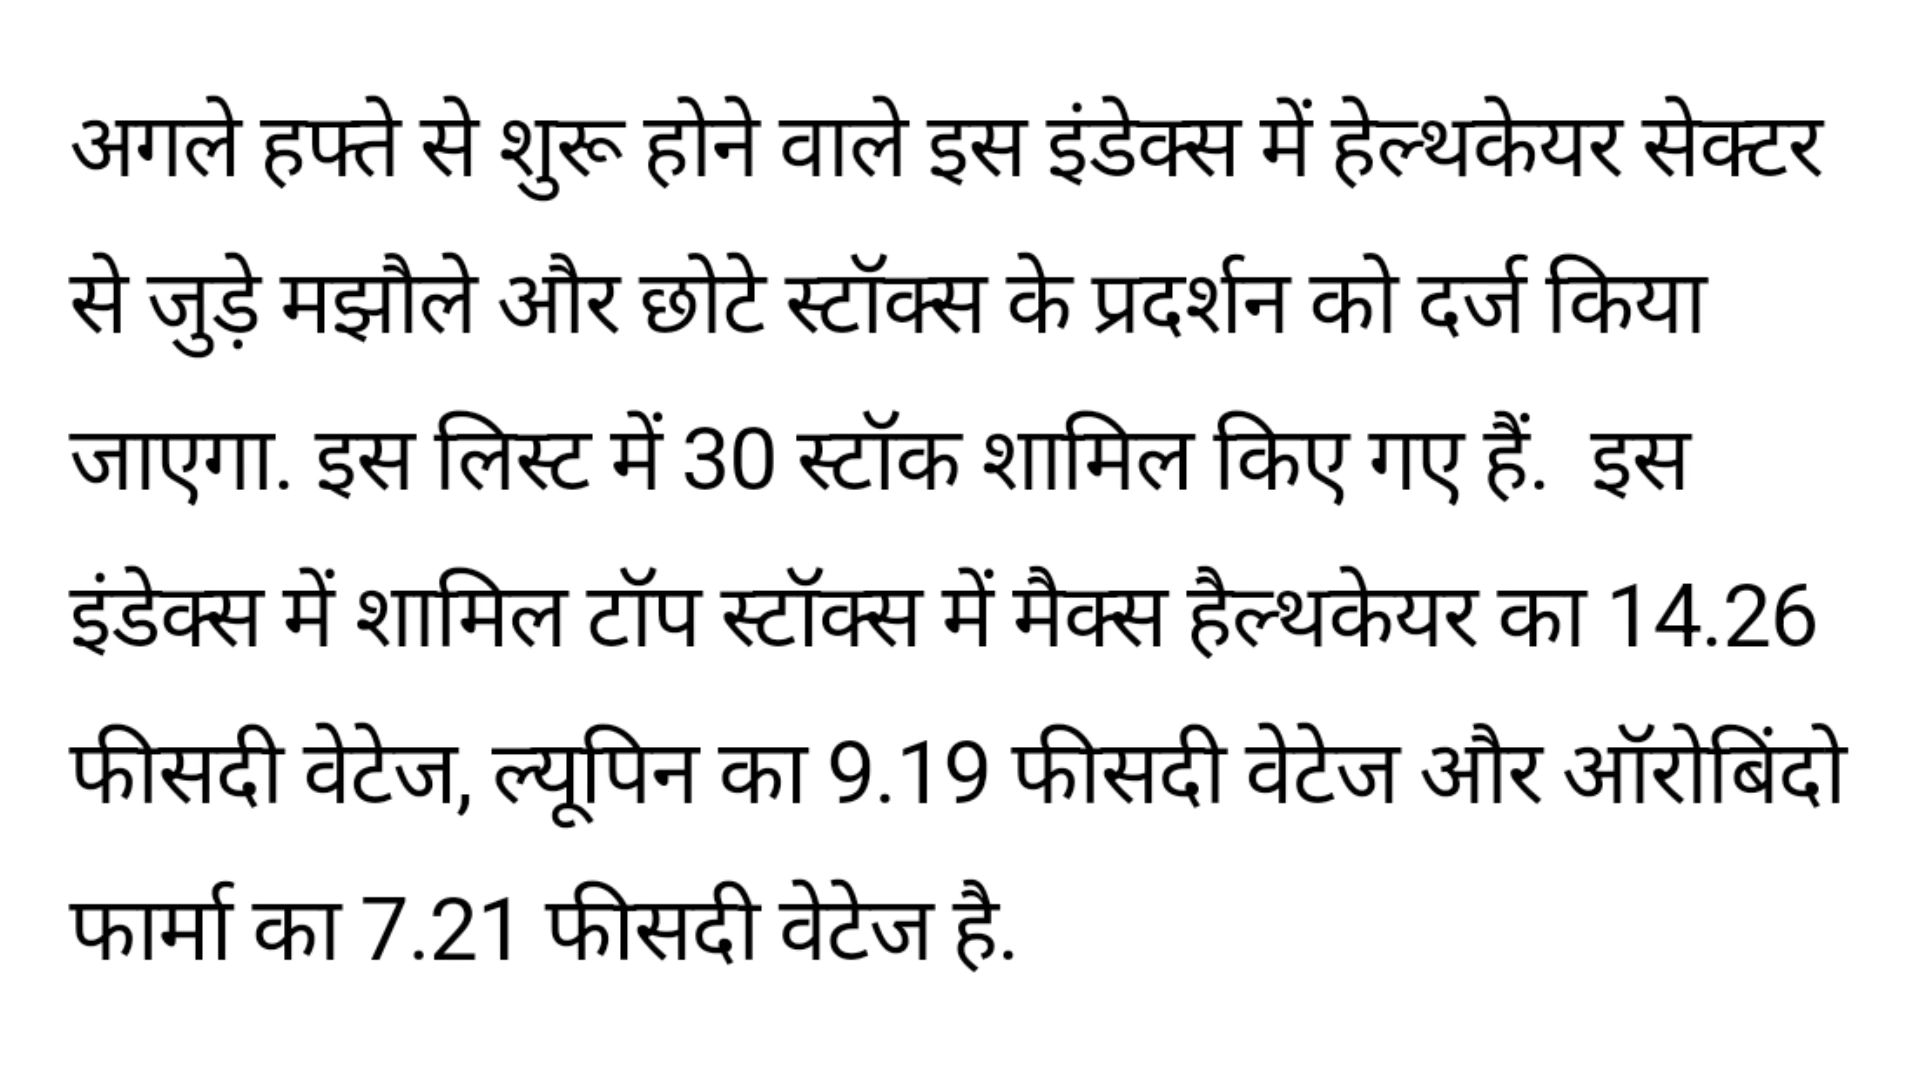 अगले हफ्ते से शुरू होने वाले इस इंडेक्स में हेल्थकेयर सेक्टर
से जुड़े मझौले और छोटे स्टॉक्स के प्रदर्शन को दर्ज किया
जाएगा. इस लिस्ट में 30 स्टॉक शामिल किए गए हैं.  इस
इंडेक्स में शामिल टॉप स्टॉक्स में मैक्स हैल्थकेयर का 14.26
फीसदी वेटेज, ल्यूपिन का 9.19 फीसदी वेटेज और ऑरोबिंदो
फार्मा का 7.21 फीसदी वेटेज है.